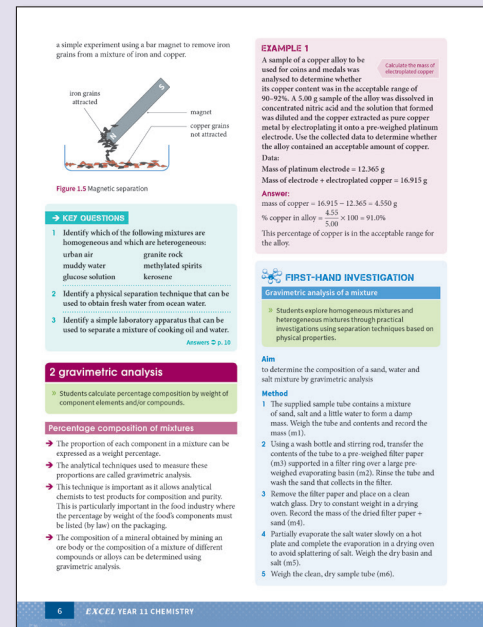 a simple experiment using a bar magnet to remove iron
grains from a mixture of iron and copper.
iron grains
attracted
S
N
magnet
copper grains
not attracted
Figure 1.5 Magnetic separation
→ KEY QUESTIONS
1 Identify which of the following mixtures are
homogeneous and which are heterogeneous:
urban air granite rock
muddy water methylated spirits
glucose solution kerosene
2 Identify a physical separation technique that can be
used to obtain fresh water from ocean water.
3 Identify a simple laboratory apparatus that can be
used to separate a mixture of cooking oil and water.
Answers ➲ p. 10
2 gravimetric analysis
» Students calculate percentage composition by weight of
component elements and/or compounds.
Percentage composition of mixtures
→ The proportion of each component in a mixture can be
expressed as a weight percentage.
→ The analytical techniques used to measure these
proportions are called gravimetric analysis.
→ This technique is important as it allows analytical
chemists to test products for composition and purity.
This is particularly important in the food industry where
the percentage by weight of the food's components must
be listed (by law) on the packaging.
→ The composition of a mineral obtained by mining an
ore body or the composition of a mixture of different
compounds or alloys can be determined using
gravimetric analysis.
EXAMPLE 1
A sample of a copper alloy to be
used for coins and medals was
analysed to determine whether
its copper content was in the acceptable range of
90–92%. A 5.00 g sample of the alloy was dissolved in
concentrated nitric acid and the solution that formed
was diluted and the copper extracted as pure copper
metal by electroplating it onto a pre-weighed platinum
electrode. Use the collected data to determine whether
the alloy contained an acceptable amount of copper.
Calculate the mass of
electroplated copper
Data:
Mass of platinum electrode = 12.365 g
Mass of electrode + electroplated copper = 16.915 g
Answer:
mass of copper = 16.915 − 12.365 = 4.550 g
% copper in alloy = 4.55/5.00 × 100 = 91.0%
This percentage of copper is in the acceptable range for
the alloy.
FIRST-HAND INVESTIGATION
Gravimetric analysis of a mixture
» Students explore homogeneous mixtures and
heterogeneous mixtures through practical
investigations using separation techniques based on
physical properties.
Aim
to determine the composition of a sand, water and
salt mixture by gravimetric analysis
Method
1 The supplied sample tube contains a mixture
of sand, salt and a little water to form a damp
mass. Weigh the tube and contents and record the
mass (m1).
2 Using a wash bottle and stirring rod, transfer the
contents of the tube to a pre-weighed filter paper
(m3) supported in a filter ring over a large pre-
weighed evaporating basin (m2). Rinse the tube and
wash the sand that collects in the filter.
3 Remove the filter paper and place on a clean
watch glass. Dry to constant weight in a drying
oven. Record the mass of the dried filter paper +
sand (m4).
4 Partially evaporate the salt water slowly on a hot
plate and complete the evaporation in a drying oven
to avoid splattering of salt. Weigh the dry basin and
salt (m5).
5 Weigh the clean, dry sample tube (m6).
6 EXCEL YEAR 11 CHEMISTRY